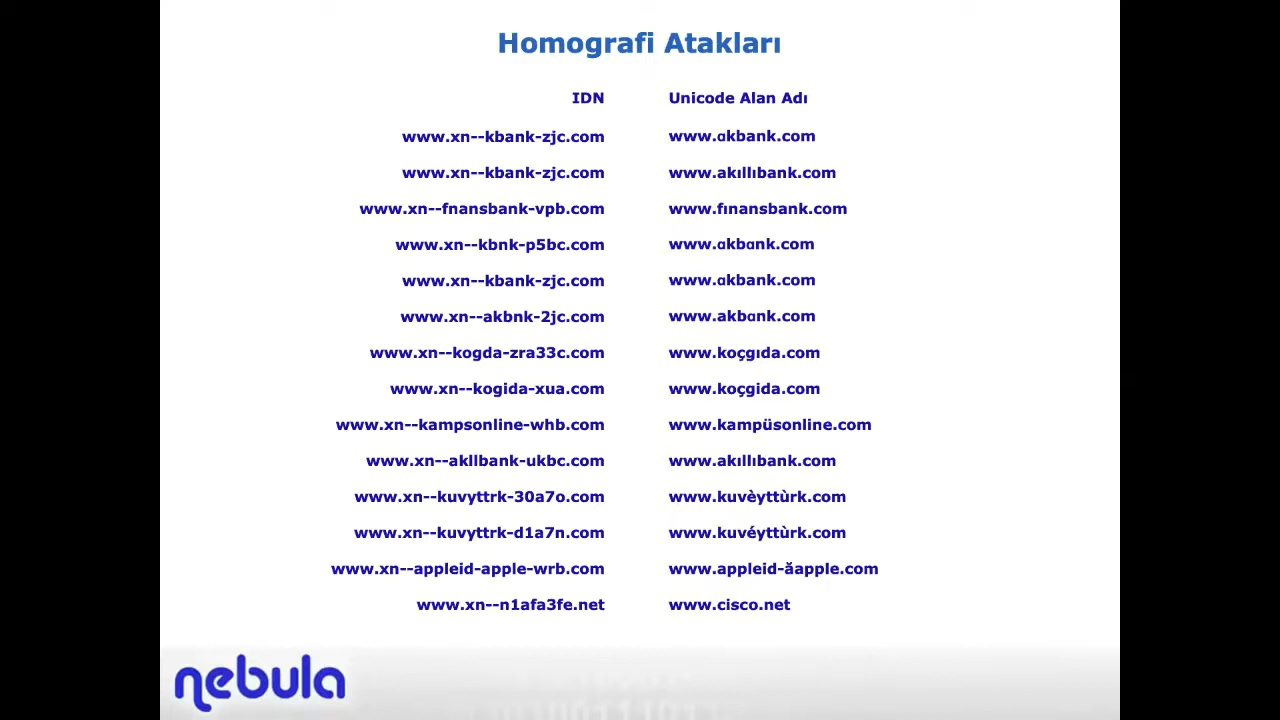 Homografi Atakları
IDN Unicode Alan Adı
www.xn--kbank-zjc.com www.ɑkbank.com
www.xn--kbank-zjc.com www.akıllıbank.com
www.xn--fnansbank-vpb.com www.fınansbank.com
www.xn--kbnk-p5bc.com www.ɑkbɑnk.com
www.xn--kbank-zjc.com www.ɑkbank.com
www.xn--akbnk-2jc.com www.akbɑnk.com
www.xn--kogda-zra33c.com www.koçgıda.com
www.xn--kogida-xua.com www.koçgida.com
www.xn--kampsonline-whb.com www.kampüsonline.com
www.xn--akllbank-ukbc.com www.akıllıbank.com
www.xn--kuvyttrk-30a7o.com www.kuvèyttùrk.com
www.xn--kuvyttrk-d1a7n.com www.kuvéyttùrk.com
www.xn--appleid-apple-wrb.com www.appleid-ăapple.com
www.xn--n1afa3fe.net www.cisco.net
nebula